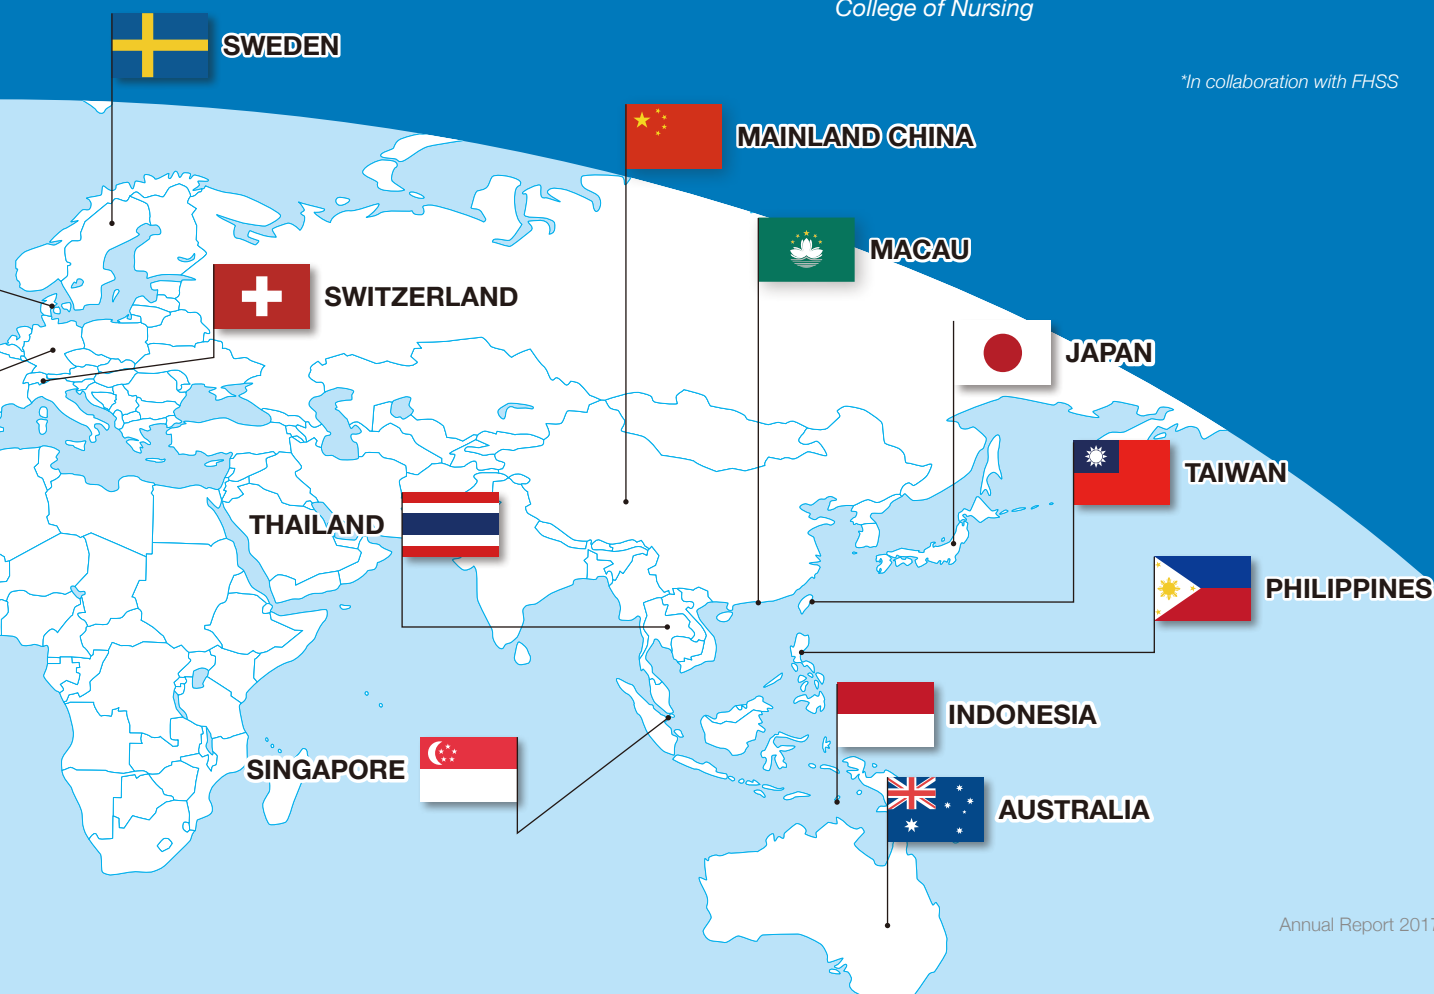 College of Nursing
SWEDEN
*In collaboration with FHSS
MAINLAND CHINA
MACAU
SWITZERLAND
JAPAN
TAIWAN
THAILAND
PHILIPPINES
INDONESIA
SINGAPORE
AUSTRALIA
Annual Report 2017